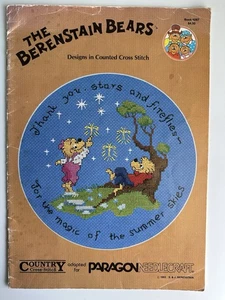 THE
BERENSTAIN BEARS
Designs in Counted Cross Stitch
Thank you stars and fireflies—
for the magic of the summer skies
COUNTRY
Cross-Stitch
adapted
for
PARAGON NEEDLECRAFT